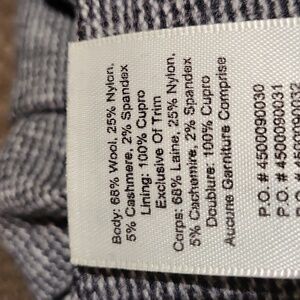 Body: 68% Wool, 25% Nylon,
5% Cashmere, 2% Spandex
Lining: 100% Cupro
Exclusive Of Trim
Corps: 68% Laine, 25% Nylon,
5% Cachemire, 2% Spandex
Doublure: 100% Cupro
Aucune Garniture Comprise
P.O. # 4500090030
P.O. # 4500090031
P.O. # 4500090032